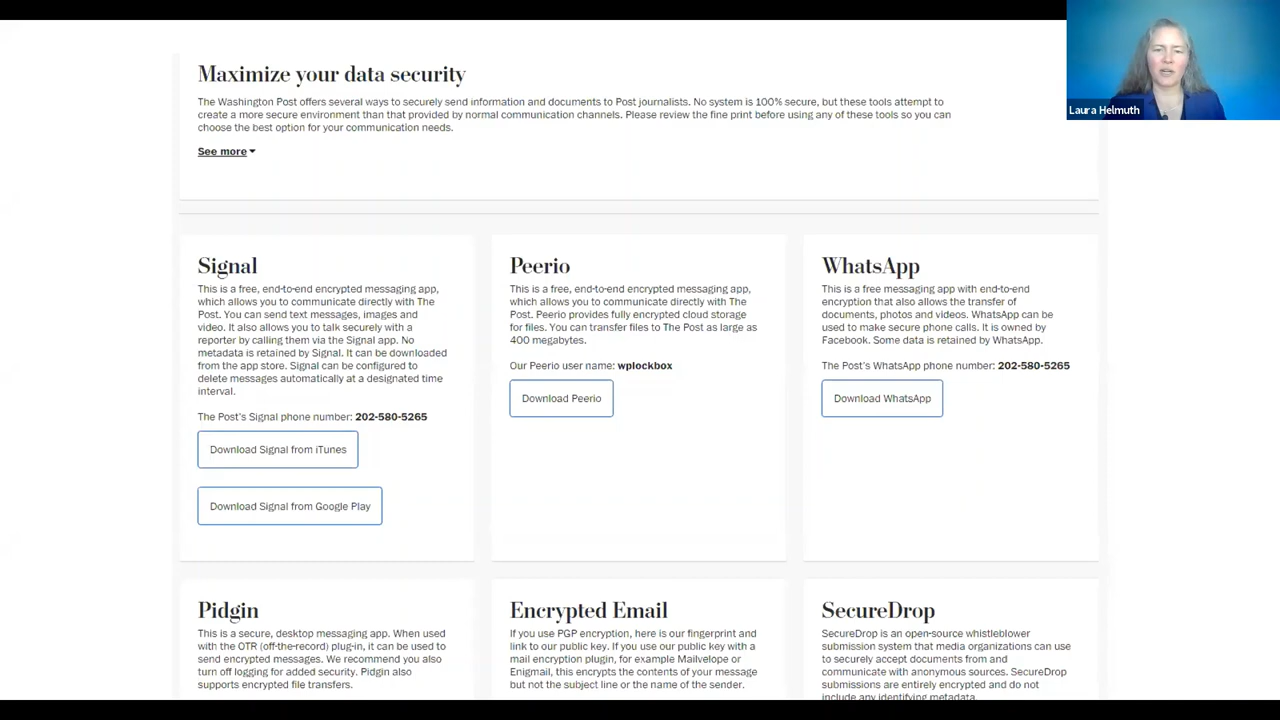 Maximize your data security
The Washington Post offers several ways to securely send information and documents to Post journalists. No system is 100% secure, but these tools attempt to
create a more secure environment than that provided by normal communication channels. Please review the fine print before using any of these tools so you can
choose the best option for your communication needs.
See more
Laura Helmuth
Signal
This is a free, end-to-end encrypted messaging app,
which allows you to communicate directly with The
Post. You can send text messages, images and
video. It also allows you to talk securely with a
reporter by calling them via the Signal app. No
metadata is retained by Signal. It can be downloaded
from the app store. Signal can be configured to
delete messages automatically at a designated time
interval.
The Post's Signal phone number: 202-580-5265
Download Signal from iTunes
Download Signal from Google Play
Peerio
This is a free, end-to-end encrypted messaging app,
which allows you to communicate directly with The
Post. Peerio provides fully encrypted cloud storage
for files. You can transfer files to The Post as large as
400 megabytes.
Our Peerio user name: wplockbox
Download Peerio
WhatsApp
This is a free messaging app with end-to-end
encryption that also allows the transfer of
documents, photos and videos. WhatsApp can be
used to make secure phone calls. It is owned by
Facebook. Some data is retained by WhatsApp.
The Post's WhatsApp phone number: 202-580-5265
Download WhatsApp
Pidgin
This is a secure, desktop messaging app. When used
with the OTR (off-the-record) plug-in, it can be used to
send encrypted messages. We recommend you also
turn off logging for added security. Pidgin also
supports encrypted file transfers.
Encrypted Email
If you use PGP encryption, here is our fingerprint and
link to our public key. If you use our public key with a
mail encryption plugin, for example Mailvelope or
Enigmail, this encrypts the contents of your message
but not the subject line or the name of the sender.
SecureDrop
SecureDrop is an open-source whistleblower
submission system that media organizations can use
to securely accept documents from and
communicate with anonymous sources. SecureDrop
submissions are entirely encrypted and do not
include any identifying metadata.